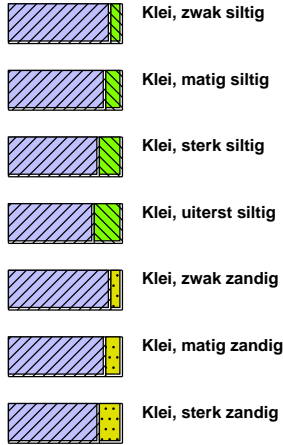 Klei, zwak siltig
Klei, matig siltig
Klei, sterk siltig
Klei, uiterst siltig
Klei, zwak zandig
Klei, matig zandig
Klei, sterk zandig